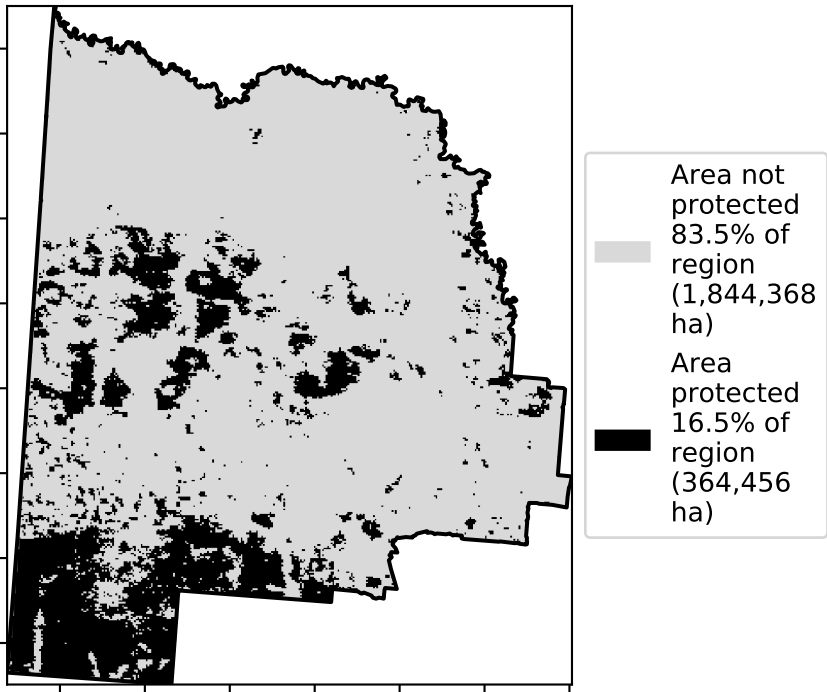 Area not
protected
83.5% of
region
(1,844,368
ha)
Area
protected
16.5% of
region
(364,456
ha)